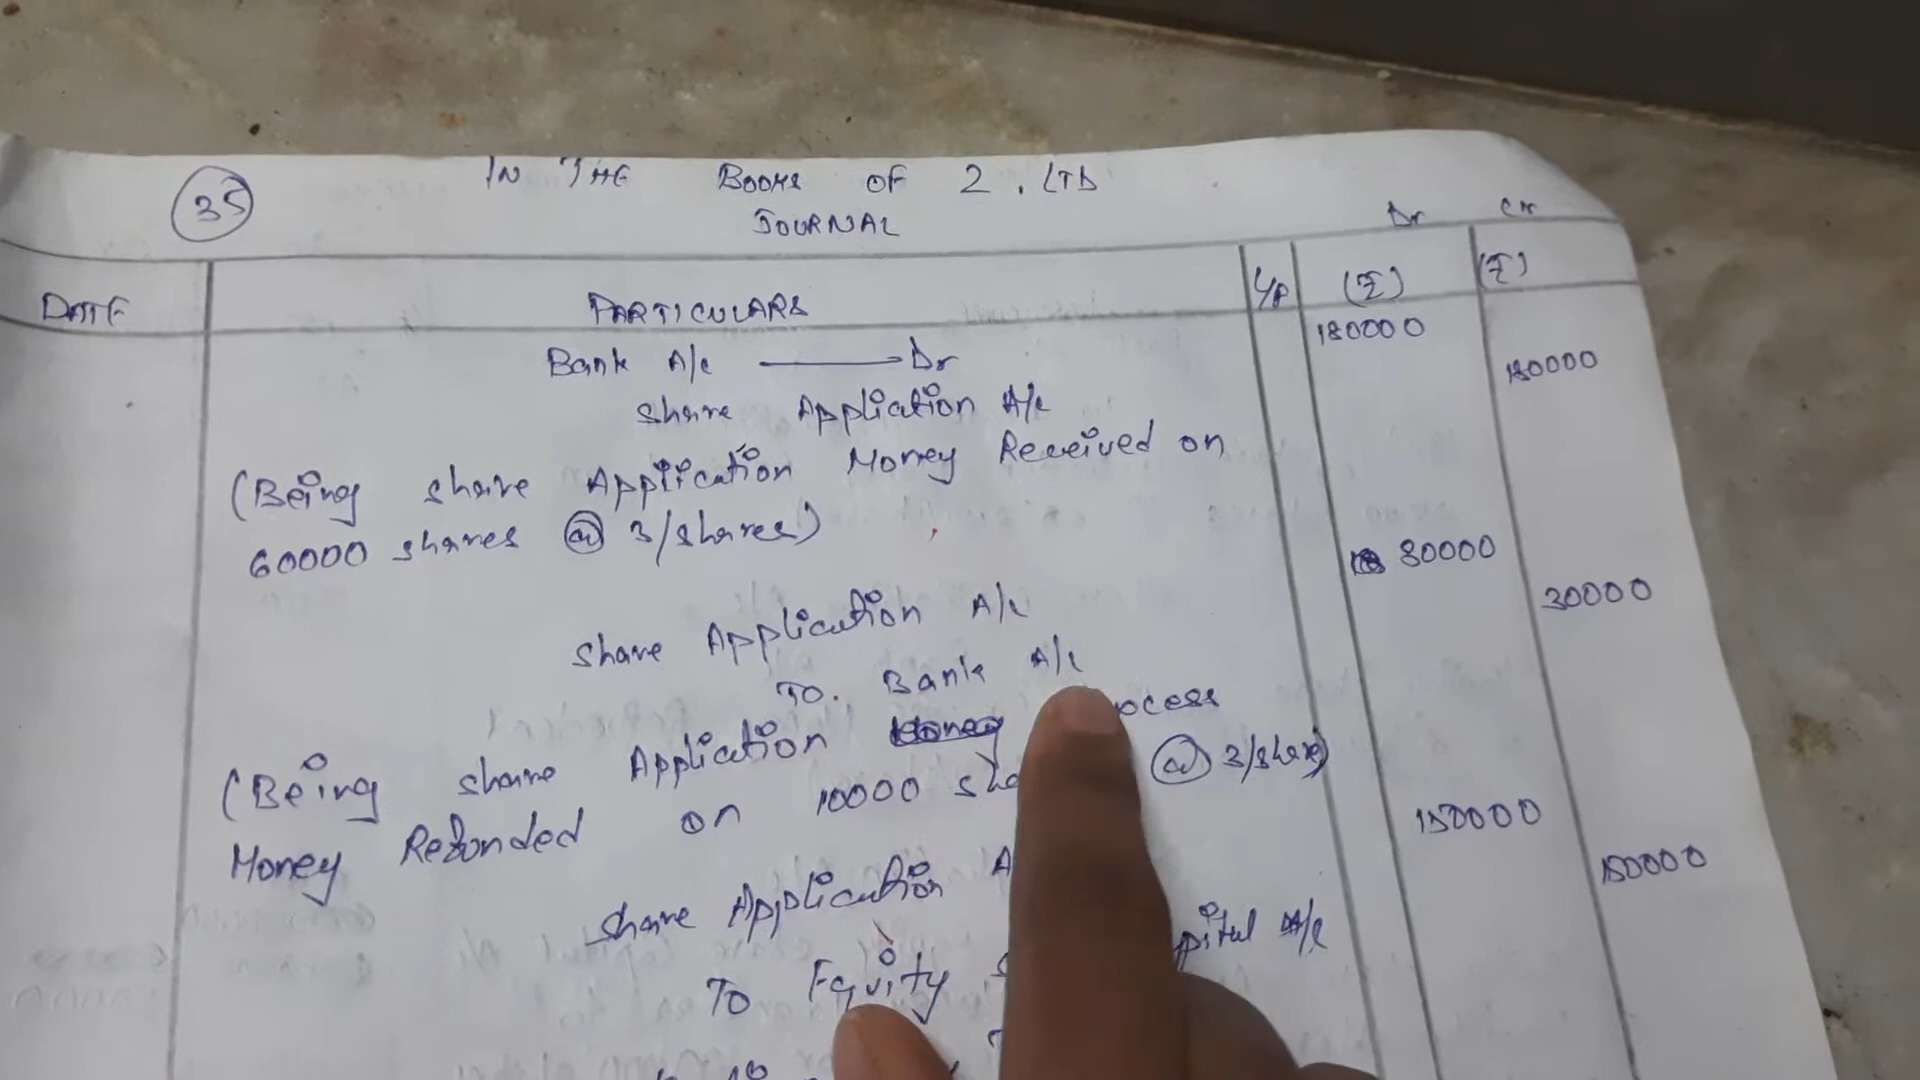 35
IN THE BOOKS OF 2. LTD
JOURNAL
Dr Cr
DATE PARTICULARS L/F (₹) (₹)
Bank A/c ——— Dr 180000
Share Application A/c 180000
(Being share Application Money Received on
60000 shares @ 3/shares)
Share Application A/c 30000
To. Bank A/c 30000
(Being share Application
Money Refonded on 10000 @ 3/share)
Share Application 150000
To Equity A/c 150000